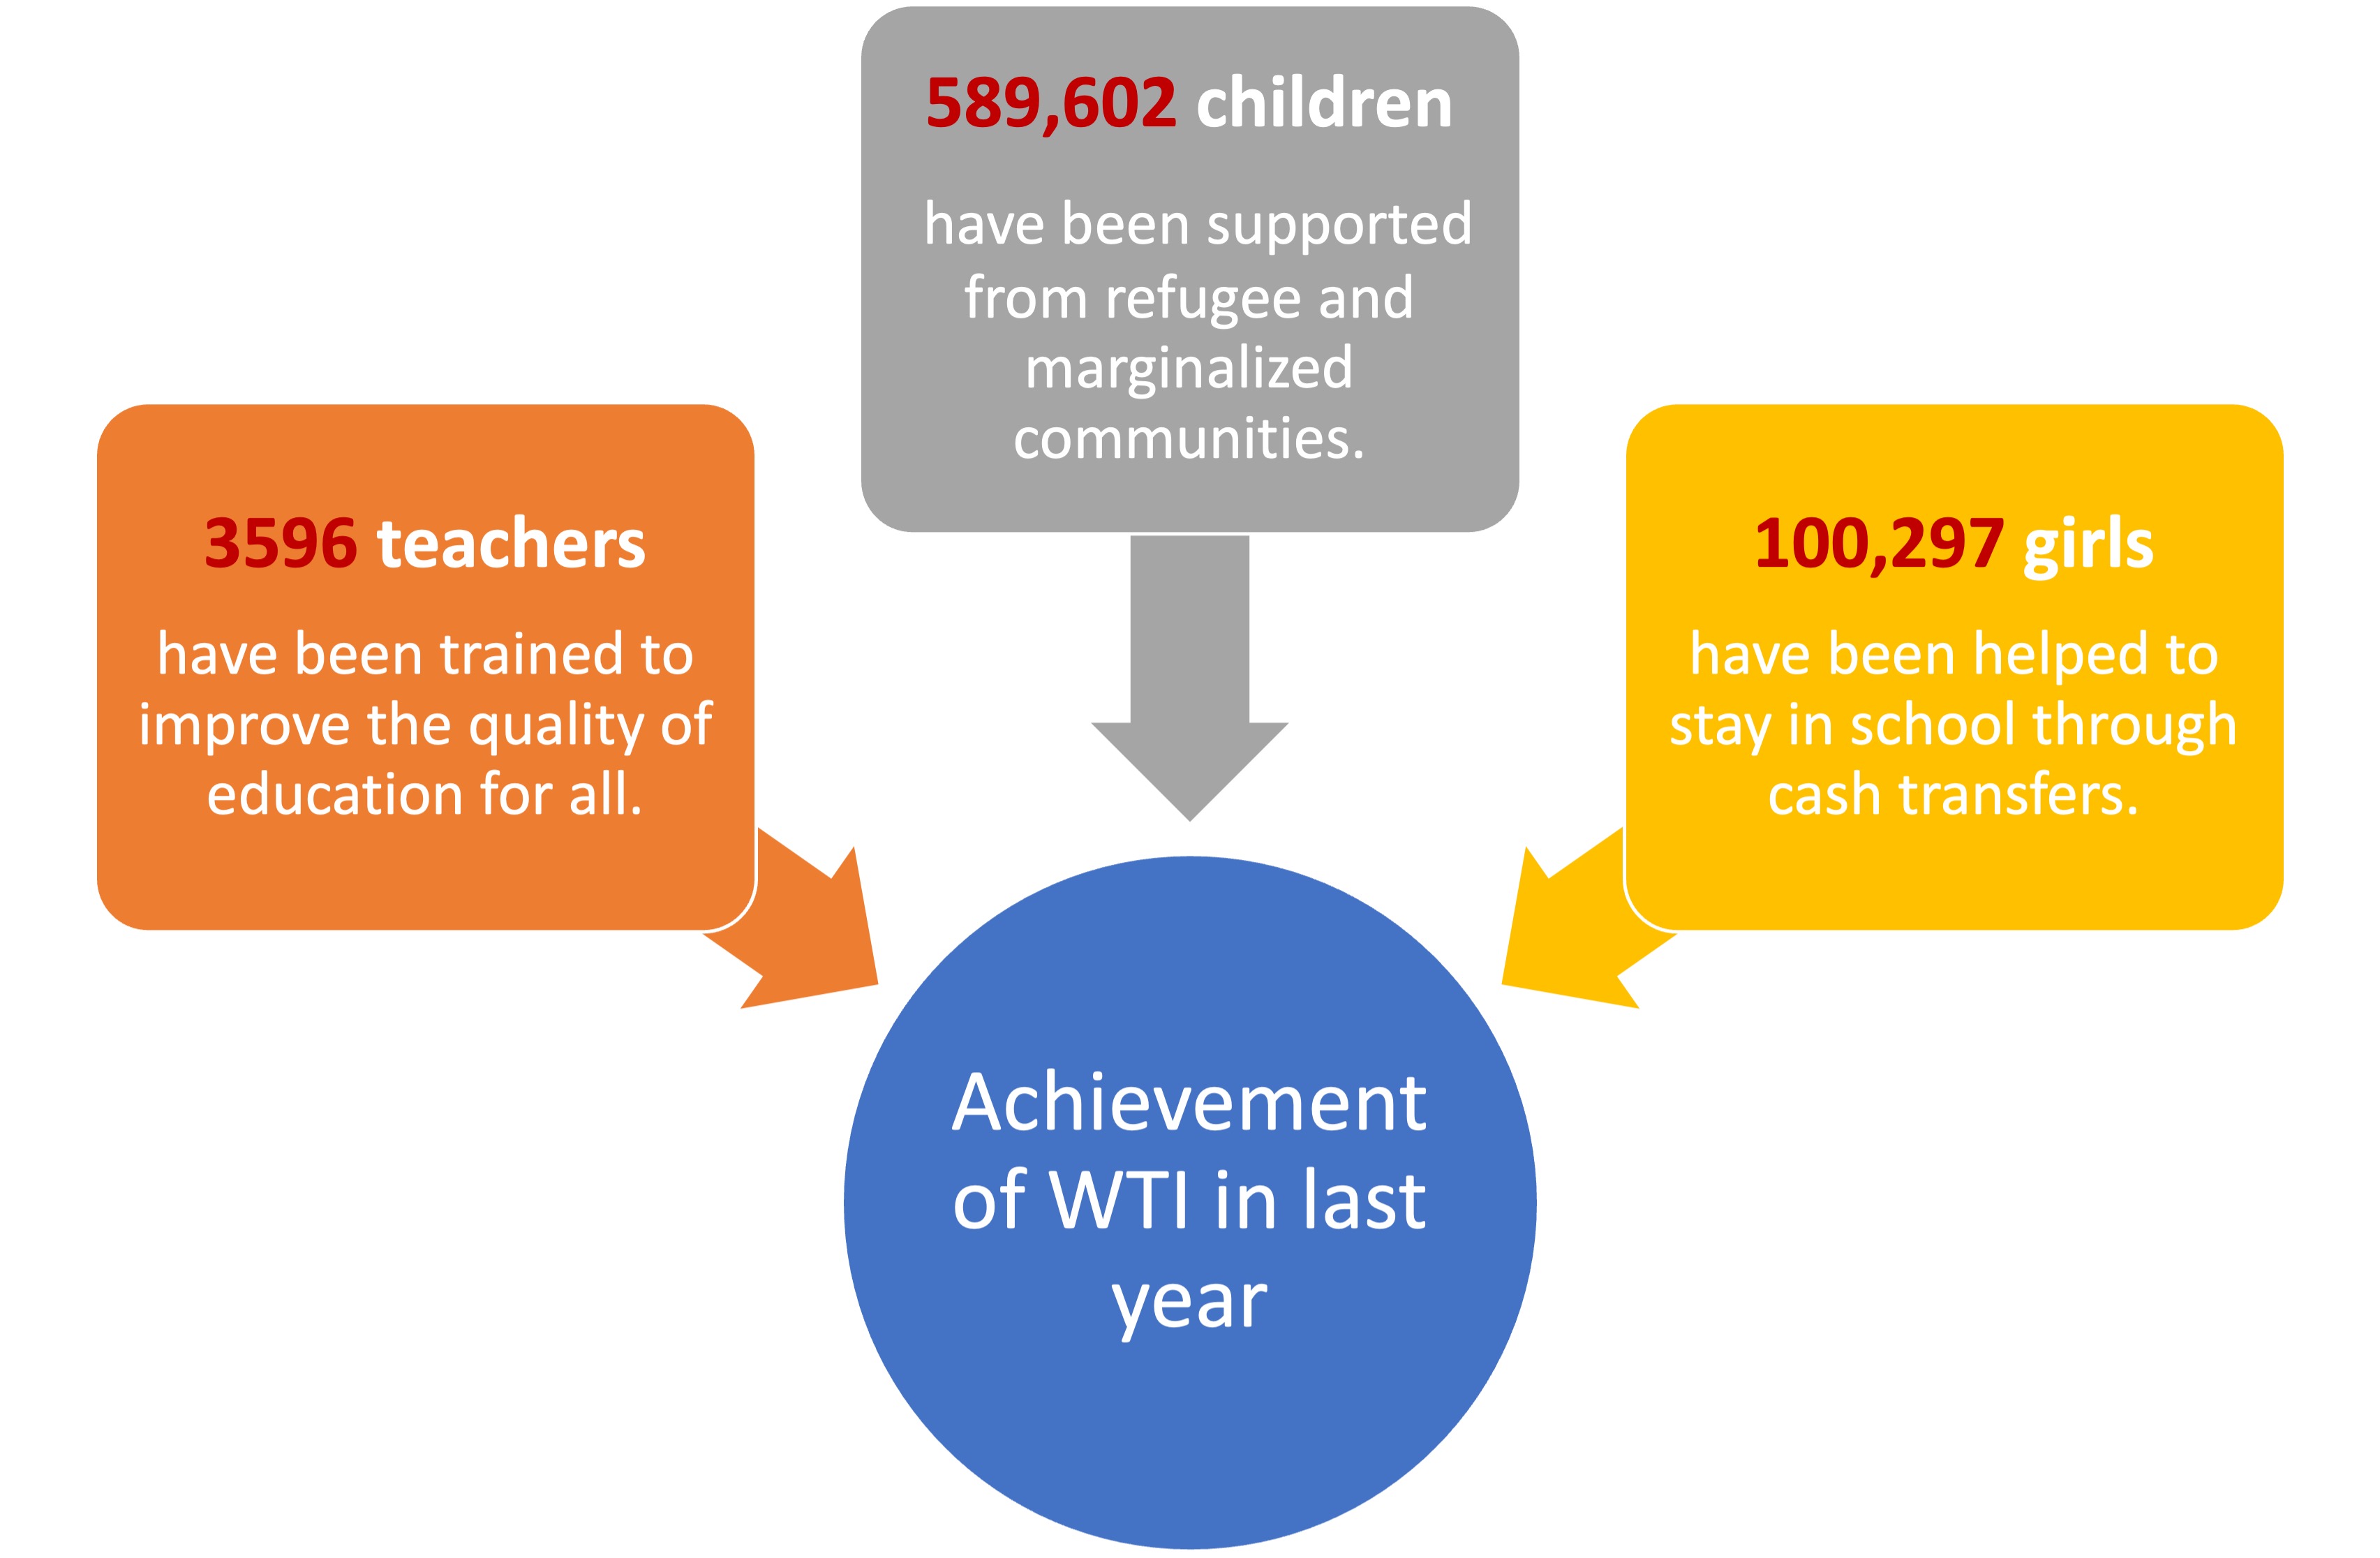 589,602 children
have been supported
from refugee and
marginalized
communities.
3596 teachers
have been trained to
improve the quality of
education for all.
100,297 girls
have been helped to
stay in school through
cash transfers.
Achievement
of WTI in last
year